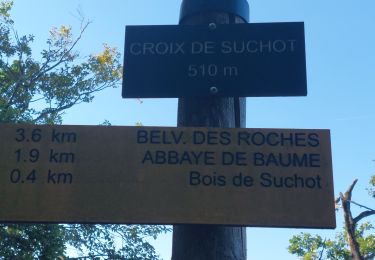 CROIX DE SUCHOT
510 m
3.6 km BELV. DES ROCHES
1.9 km ABBAYE DE BAUME
0.4 km Bois de Suchot